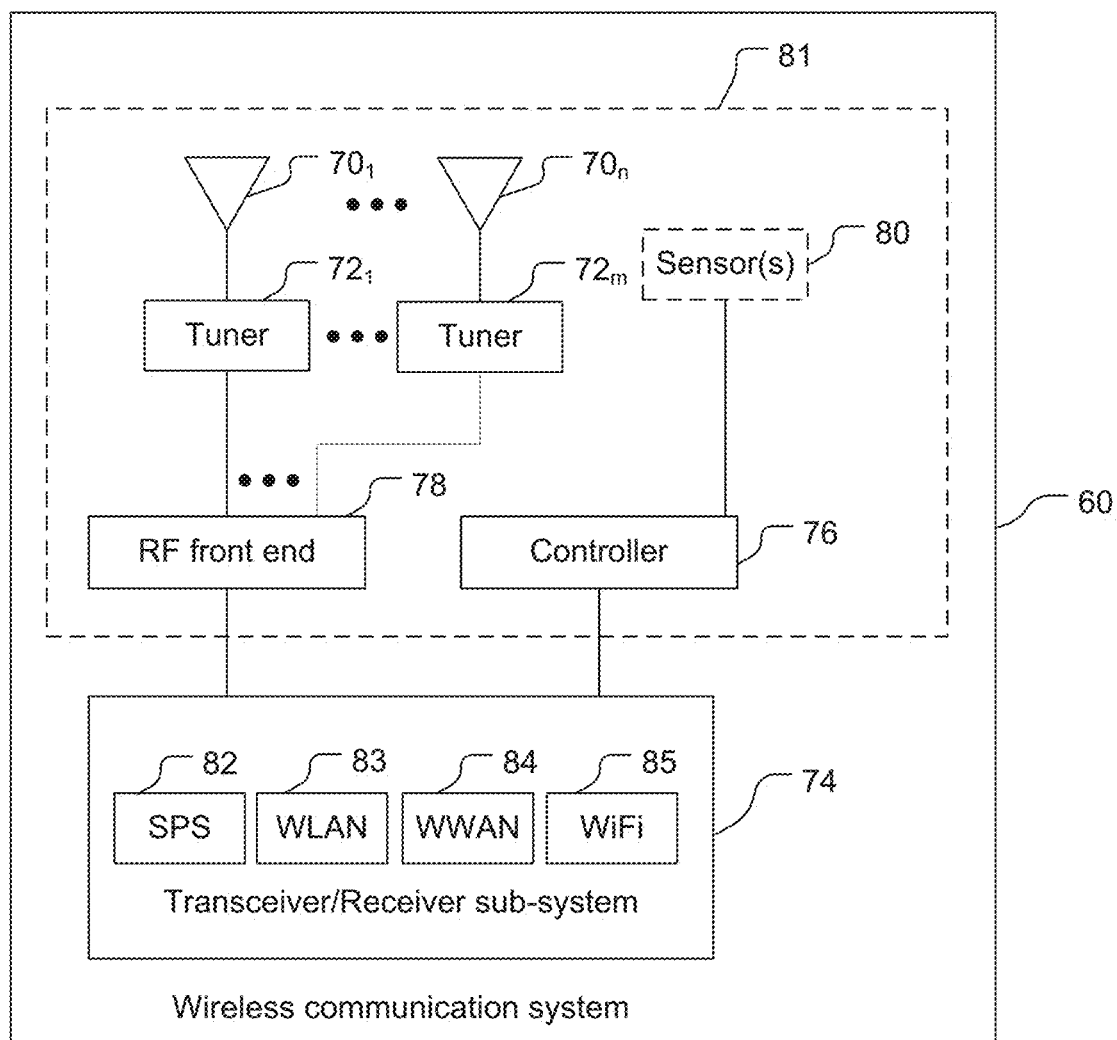 81
70₁
70ₙ
80
Sensor(s)
72₁
72ₘ
Tuner
Tuner
78
60
76
RF front end
Controller
82
83
84
85
74
SPS
WLAN
WWAN
WiFi
Transceiver/Receiver sub-system
Wireless communication system